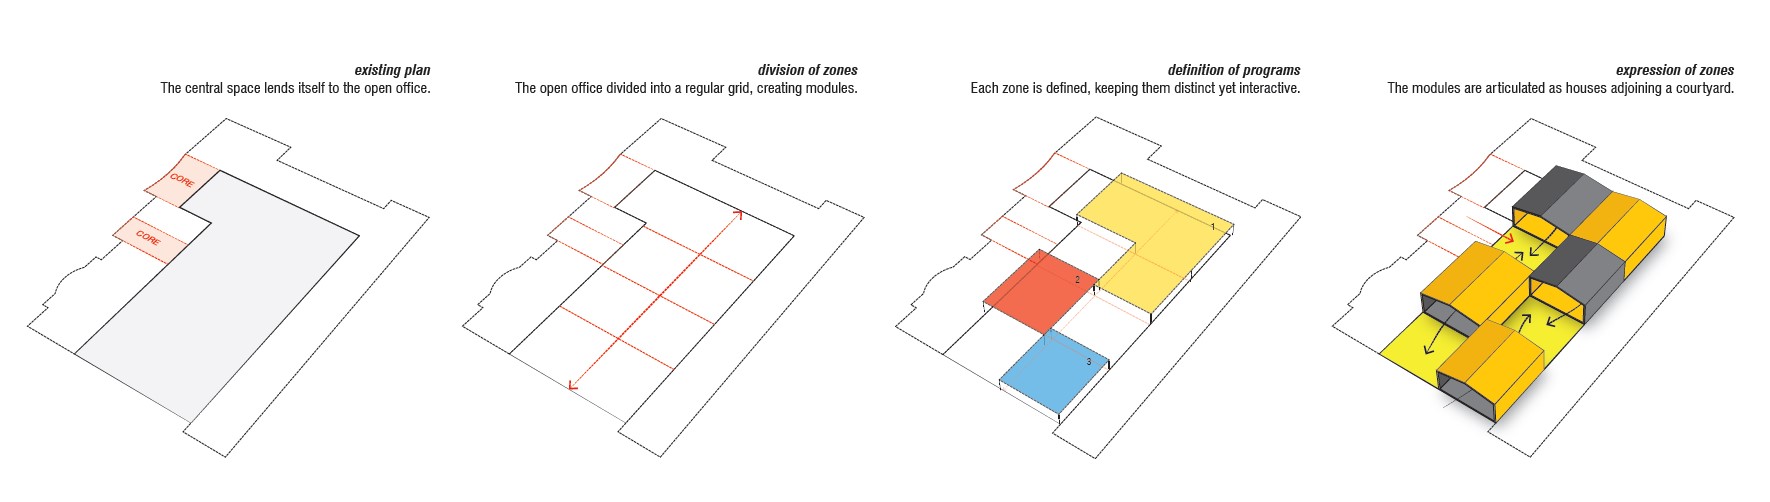 existing plan
The central space lends itself to the open office.
CORE
CORE
division of zones
The open office divided into a regular grid, creating modules.
definition of programs
Each zone is defined, keeping them distinct yet interactive.
1
2
3
expression of zones
The modules are articulated as houses adjoining a courtyard.